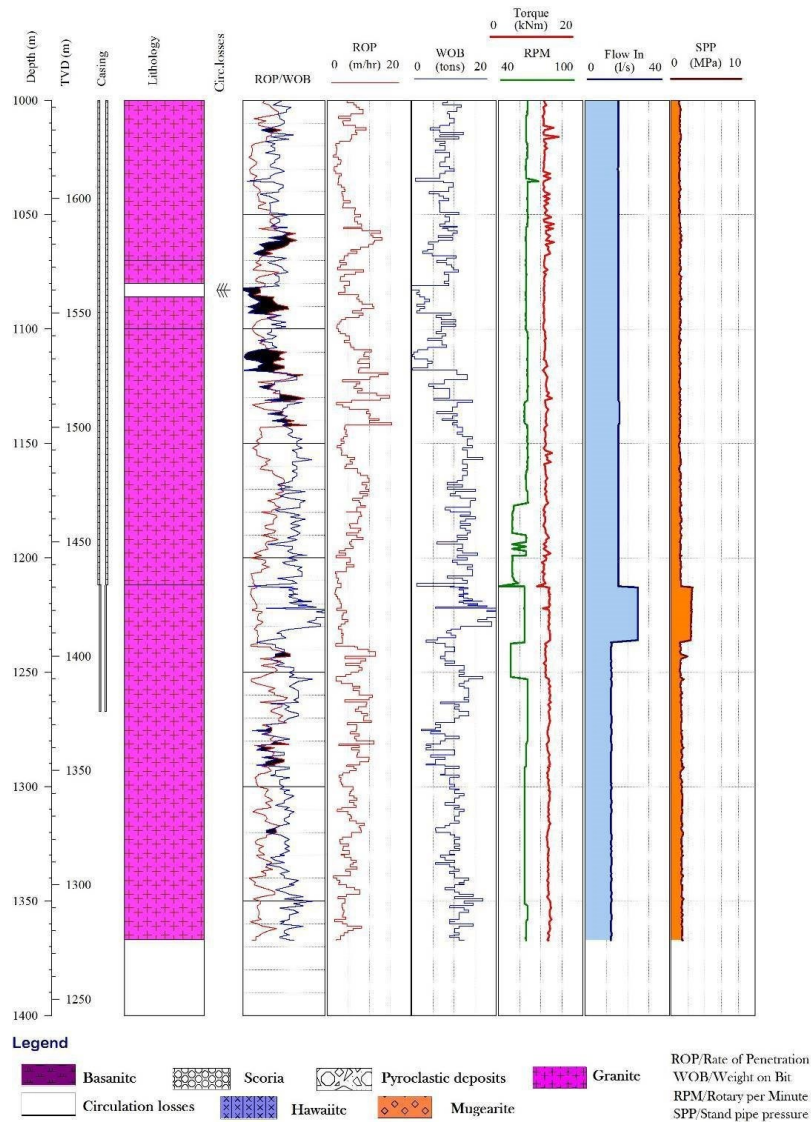 Depth (m)
TVD (m)
Casing
Lithology
Circ.losses
ROP/WOB
ROP
0 (m/hr) 20
WOB
0 (tons) 20
Torque
0 (kNm) 20
RPM
40 100
Flow In
0 (l/s) 40
SPP
0 (MPa) 10
1000
1050
1100
1150
1200
1250
1300
1350
1400
1600
1550
1500
1450
1400
1350
1300
1250
Legend
Basanite
Scoria
Pyroclastic deposits
Granite
Circulation losses
Hawaiite
Mugearite
ROP/Rate of Penetration
WOB/Weight on Bit
RPM/Rotary per Minute
SPP/Stand pipe pressure